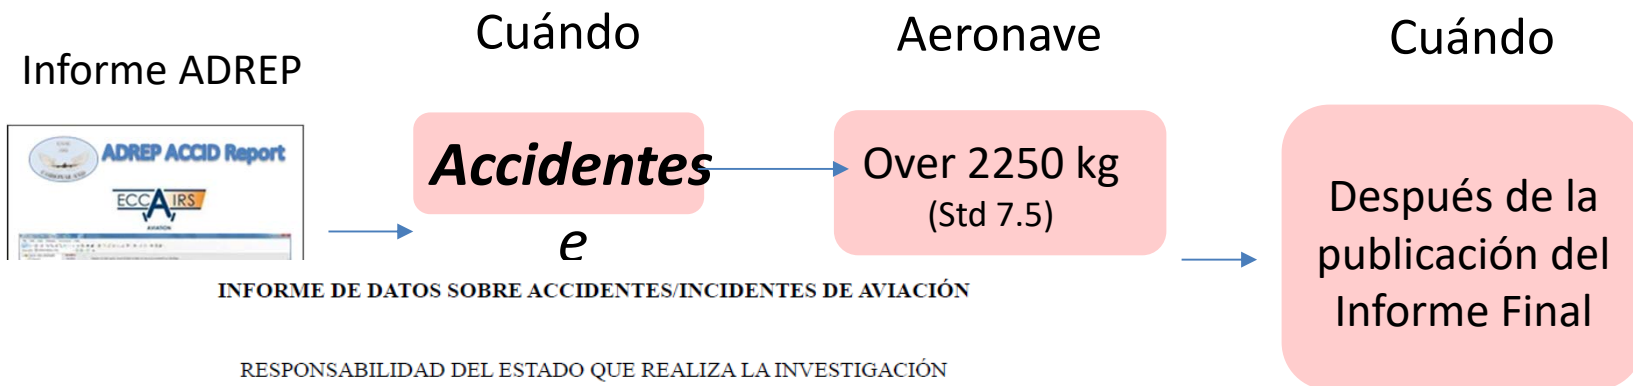 Informe ADREP
ADREP ACCID Report
ECCAIRS
AVIATION
Cuándo
Accidentes
e
Aeronave
Over 2250 kg
(Std 7.5)
Cuándo
Después de la
publicación del
Informe Final
INFORME DE DATOS SOBRE ACCIDENTES/INCIDENTES DE AVIACIÓN
RESPONSABILIDAD DEL ESTADO QUE REALIZA LA INVESTIGACIÓN